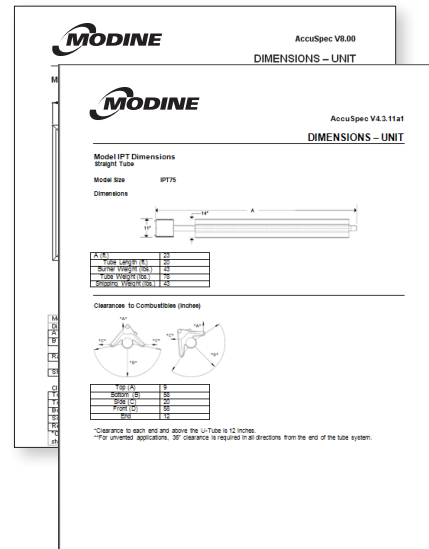 MODINE
AccuSpec V8.00
DIMENSIONS – UNIT
MODINE
AccuSpec V4.3.11a1
DIMENSIONS – UNIT
Model IPT Dimensions
Straight Tube
Model Size IPT75
Dimensions
A
14"
11"
A (ft.) 23
Tube Length (ft.) 20
Burner Weight (lbs.) 43
Tube Weight (lbs.) 78
Shipping Weight (lbs.) 43
Clearances to Combustibles (Inches)
"A" "A"
"C" "C" "C"
"B" "D"
Top (A) 9
Bottom (B) 58
Side (C) 20
Front (D) 58
End 12
*Clearance to each end and above the U-Tube is 12 inches.
**For unvented applications, 36" clearance is required in all directions from the end of the tube system.